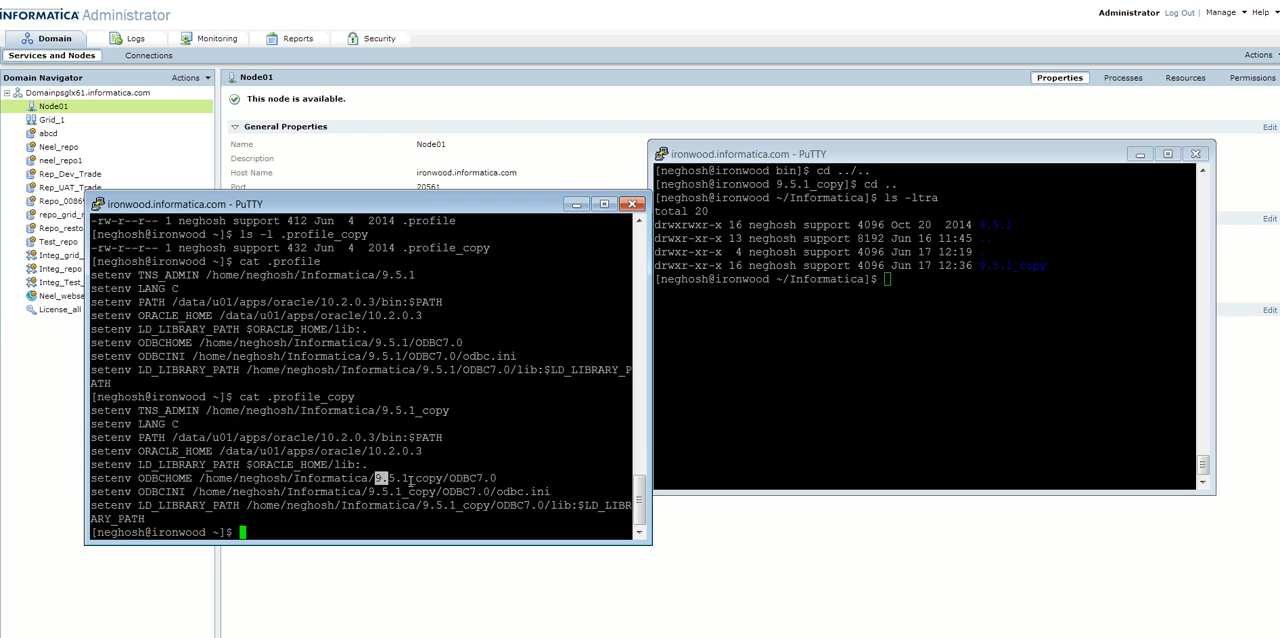 INFORMATICA Administrator
Administrator Log Out | Manage Help
Domain Logs Monitoring Reports Security
Services and Nodes Connections
Actions
Domain Navigator Actions
Domainpsglx61.informatica.com
Node01
Grid_1
abcd
Neel_repo
neel_repo1
Rep_Dev_Trade
Rep_UAT_Trade
Repo_0086
repo_grid_
Repo_resto
Test_repo
Integ_grid_
Integ_repo
Integ_Test_
Neel_webse
License_all
Node01
Properties Processes Resources Permissions
This node is available.
General Properties
Edit
Name Node01
Description
Host Name ironwood.informatica.com
Port 20561
Edit
Edit
ironwood.informatica.com - PuTTY
-rw-r--r-- 1 neghosh support 412 Jun 4 2014 .profile
[neghosh@ironwood ~]$ ls -l .profile_copy
-rw-r--r-- 1 neghosh support 432 Jun 4 2014 .profile_copy
[neghosh@ironwood ~]$ cat .profile
setenv TNS_ADMIN /home/neghosh/Informatica/9.5.1
setenv LANG C
setenv PATH /data/u01/apps/oracle/10.2.0.3/bin:$PATH
setenv ORACLE_HOME /data/u01/apps/oracle/10.2.0.3
setenv LD_LIBRARY_PATH $ORACLE_HOME/lib:.
setenv ODBCHOME /home/neghosh/Informatica/9.5.1/ODBC7.0
setenv ODBCINI /home/neghosh/Informatica/9.5.1/ODBC7.0/odbc.ini
setenv LD_LIBRARY_PATH /home/neghosh/Informatica/9.5.1/ODBC7.0/lib:$LD_LIBRARY_P
ATH
[neghosh@ironwood ~]$ cat .profile_copy
setenv TNS_ADMIN /home/neghosh/Informatica/9.5.1_copy
setenv LANG C
setenv PATH /data/u01/apps/oracle/10.2.0.3/bin:$PATH
setenv ORACLE_HOME /data/u01/apps/oracle/10.2.0.3
setenv LD_LIBRARY_PATH $ORACLE_HOME/lib:.
setenv ODBCHOME /home/neghosh/Informatica/9.5.1_copy/ODBC7.0
setenv ODBCINI /home/neghosh/Informatica/9.5.1_copy/ODBC7.0/odbc.ini
setenv LD_LIBRARY_PATH /home/neghosh/Informatica/9.5.1_copy/ODBC7.0/lib:$LD_LIBR
ARY_PATH
[neghosh@ironwood ~]$
ironwood.informatica.com - PuTTY
[neghosh@ironwood bin]$ cd ../..
[neghosh@ironwood 9.5.1_copy]$ cd ..
[neghosh@ironwood ~/Informatica]$ ls -ltra
total 20
drwxrwxr-x 16 neghosh support 4096 Oct 20 2014 9.5.1
drwxr-xr-x 13 neghosh support 8192 Jun 16 11:45 ..
drwxr-xr-x 4 neghosh support 4096 Jun 17 12:19 .
drwxr-xr-x 16 neghosh support 4096 Jun 17 12:36 9.5.1_copy
[neghosh@ironwood ~/Informatica]$